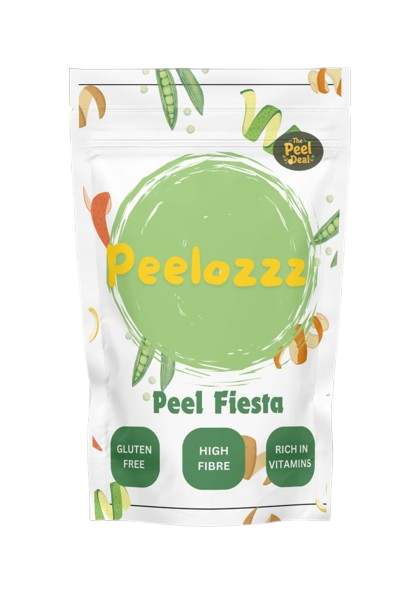 The
Peel
Deal
Peelozzz
Peel Fiesta
GLUTEN
FREE
HIGH
FIBRE
RICH IN
VITAMINS